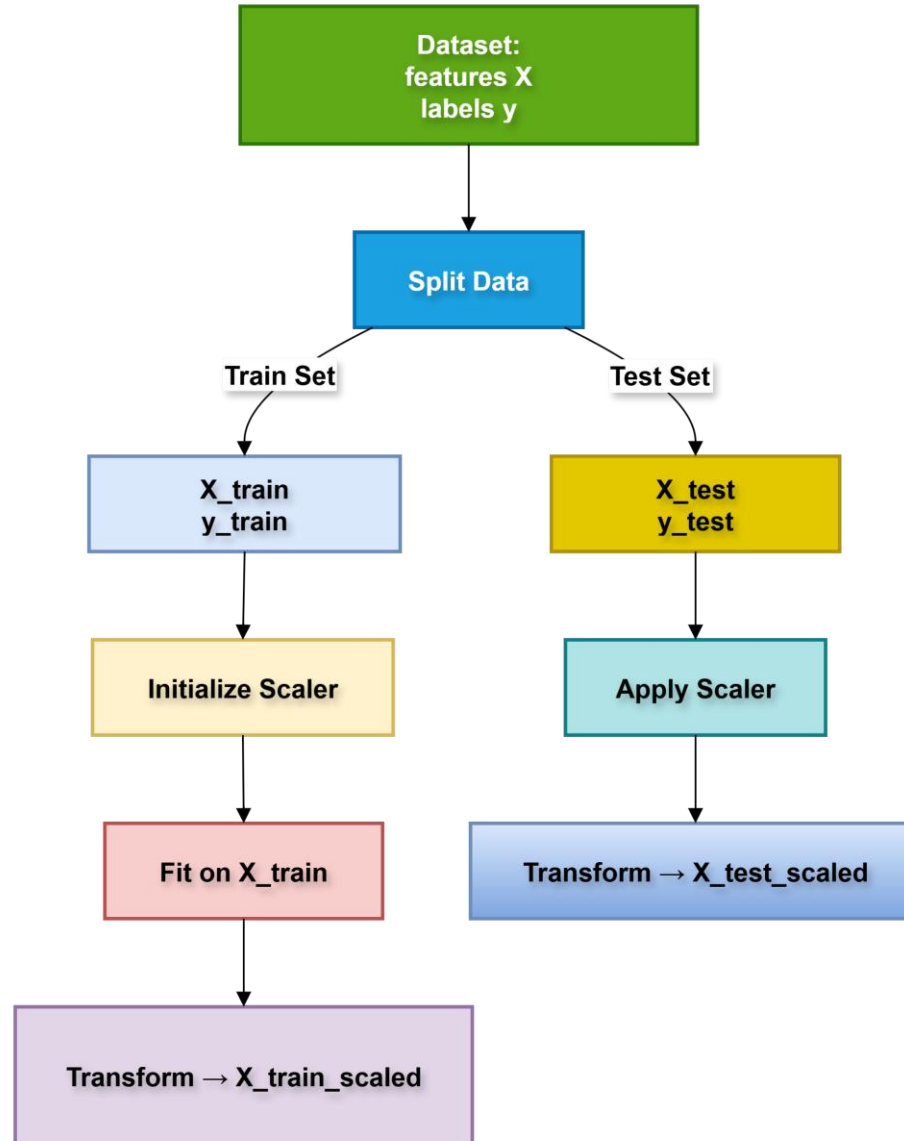 Dataset:
features X
labels y
Split Data
Train Set
Test Set
X_train
y_train
X_test
y_test
Initialize Scaler
Apply Scaler
Fit on X_train
Transform → X_test_scaled
Transform → X_train_scaled